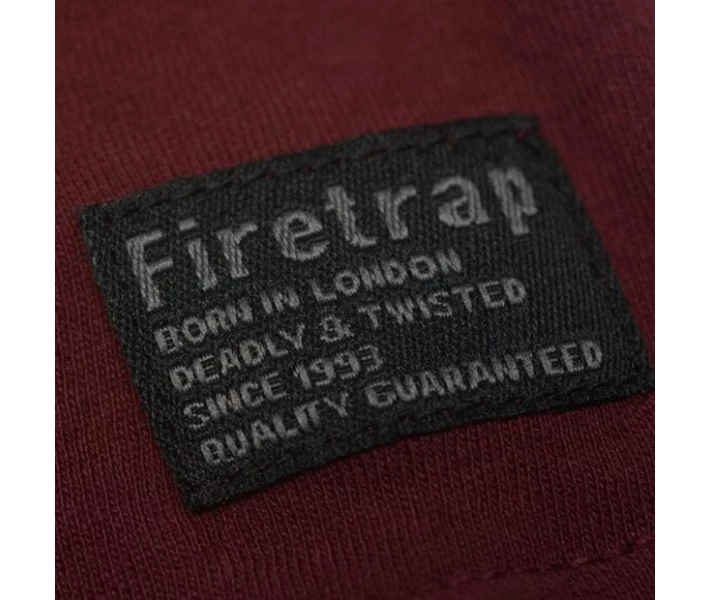 Firetrap
BORN IN LONDON
DEADLY & TWISTED
SINCE 1993
QUALITY GUARANTEED